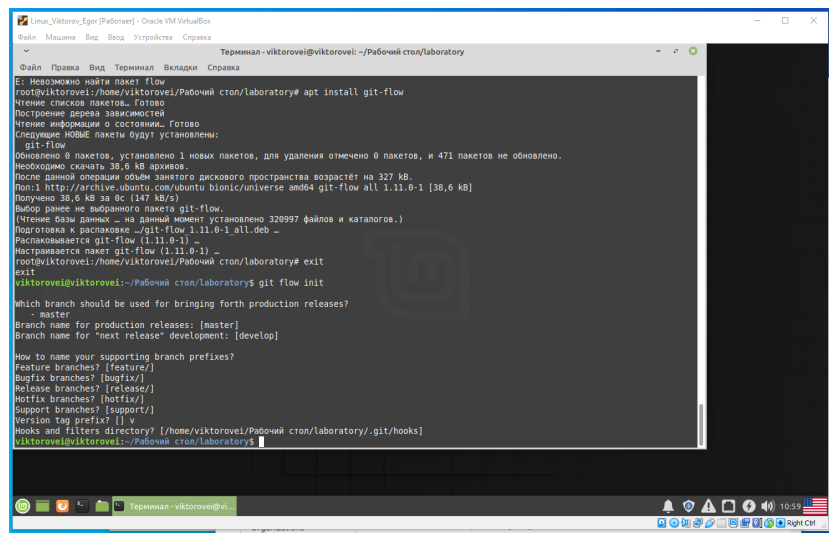 Linux_Viktorov_Egor [Работает] - Oracle VM VirtualBox
Файл Машина Вид Ввод Устройства Справка
Терминал - viktorovei@viktorovei: ~/Рабочий стол/laboratory
Файл Правка Вид Терминал Вкладки Справка
E: Невозможно найти пакет flow
root@viktorovei:/home/viktorovei/Рабочий стол/laboratory# apt install git-flow
Чтение списков пакетов… Готово
Построение дерева зависимостей
Чтение информации о состоянии… Готово
Следующие НОВЫЕ пакеты будут установлены:
git-flow
Обновлено 0 пакетов, установлено 1 новых пакетов, для удаления отмечено 0 пакетов, и 471 пакетов не обновлено.
Необходимо скачать 38,6 kB архивов.
После данной операции объём занятого дискового пространства возрастёт на 327 kB.
Пол:1 http://archive.ubuntu.com/ubuntu bionic/universe amd64 git-flow all 1.11.0-1 [38,6 kB]
Получено 38,6 kB за 0с (147 kB/s)
Выбор ранее не выбранного пакета git-flow.
(Чтение базы данных … на данный момент установлено 320997 файлов и каталогов.)
Подготовка к распаковке …/git-flow_1.11.0-1_all.deb …
Распаковывается git-flow (1.11.0-1) …
Настраивается пакет git-flow (1.11.0-1) …
root@viktorovei:/home/viktorovei/Рабочий стол/laboratory# exit
exit
viktorovei@viktorovei:~/Рабочий стол/laboratory$ git flow init
Which branch should be used for bringing forth production releases?
- master
Branch name for production releases: [master]
Branch name for "next release" development: [develop]
How to name your supporting branch prefixes?
Feature branches? [feature/]
Bugfix branches? [bugfix/]
Release branches? [release/]
Hotfix branches? [hotfix/]
Support branches? [support/]
Version tag prefix? [] v
Hooks and filters directory? [/home/viktorovei/Рабочий стол/laboratory/.git/hooks]
viktorovei@viktorovei:~/Рабочий стол/laboratory$
Терминал - viktorovei@vi...
10:59
Right Ctrl